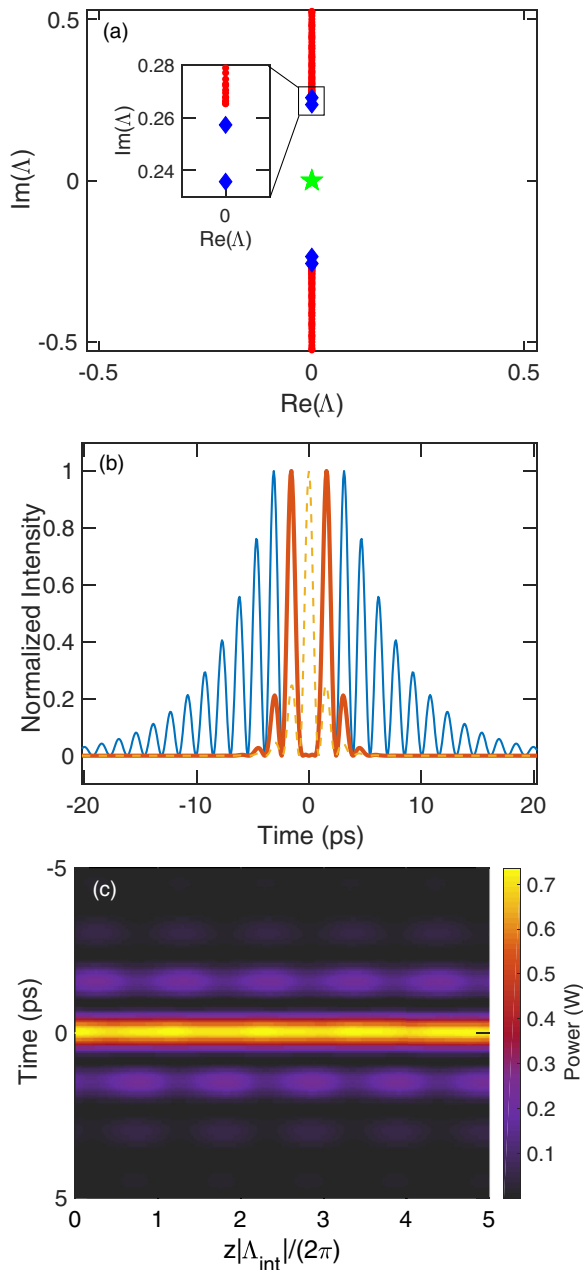 (a)
0.5
0
-0.5
Im(Λ)
0.28
0.26
0.24
Im(Λ)
0
Re(Λ)
-0.5 0 0.5
Re(Λ)
(b)
1
0.8
0.6
0.4
0.2
0
Normalized Intensity
-20 -10 0 10 20
Time (ps)
(c)
-5
0
5
Time (ps)
0 1 2 3 4 5
z|Λint|/(2π)
0.7
0.6
0.5
0.4
0.3
0.2
0.1
Power (W)